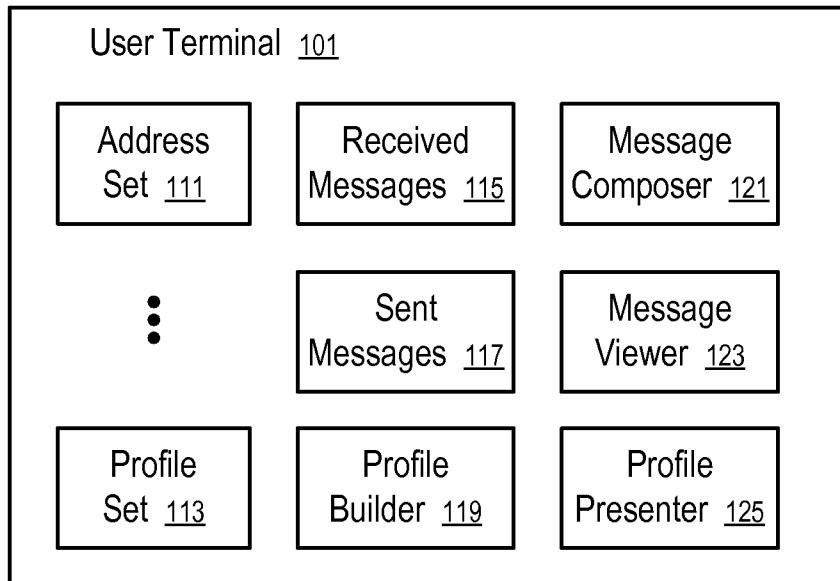 User Terminal 101
Address
Set 111
Received
Messages 115
Message
Composer 121
Sent
Messages 117
Message
Viewer 123
Profile
Set 113
Profile
Builder 119
Profile
Presenter 125